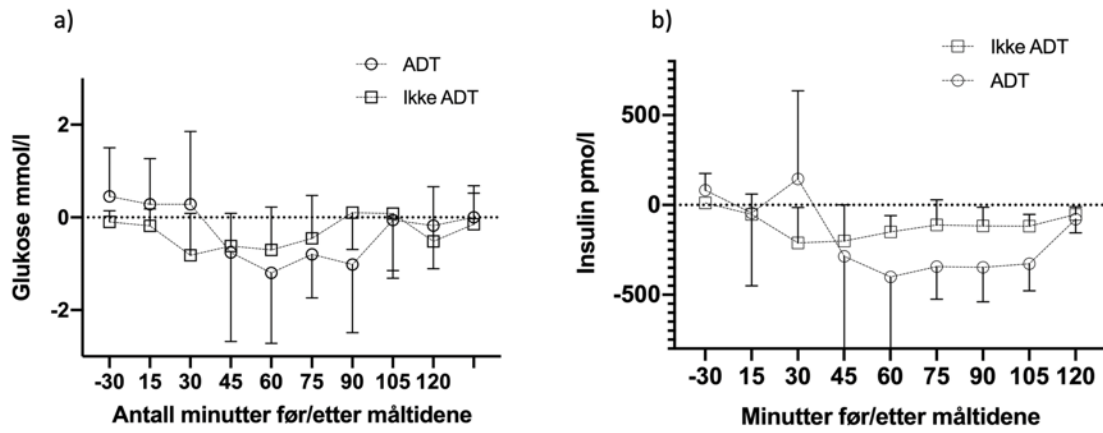 a)
ADT
Ikke ADT
Glukose mmol/l
2
0
-2
-30 15 30 45 60 75 90 105 120
Antall minutter før/etter måltidene
b)
Ikke ADT
ADT
Insulin pmo/l
500
0
-500
-30 15 30 45 60 75 90 105 120
Minutter før/etter måltidene